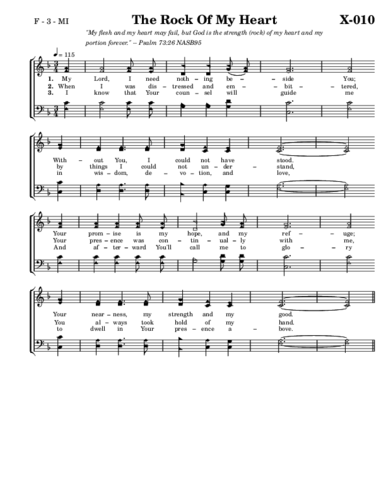 F - 3 - MI The Rock Of My Heart X-010
"My flesh and my heart may fail, but God is the strength (rock) of my heart and my
portion forever." -- Psalm 73:26 NASB95
= 115
1. My Lord, I need noth - ing be - side You;
2. When I was dis - tressed and em - bit - tered,
3. I know that Your coun - sel will guide me
With - out You, I could not have stood.
by things I could not un - der - stand,
in wis - dom, de - vo - tion, and love,
Your prom - ise is my hope, and my ref - uge;
Your pres - ence was con - tin - ual - ly with me,
And af - ter - ward You'll call me to glo - ry
Your near - ness, my strength and my good.
You al - ways took hold of my hand.
to dwell in Your pres - ence a - bove.